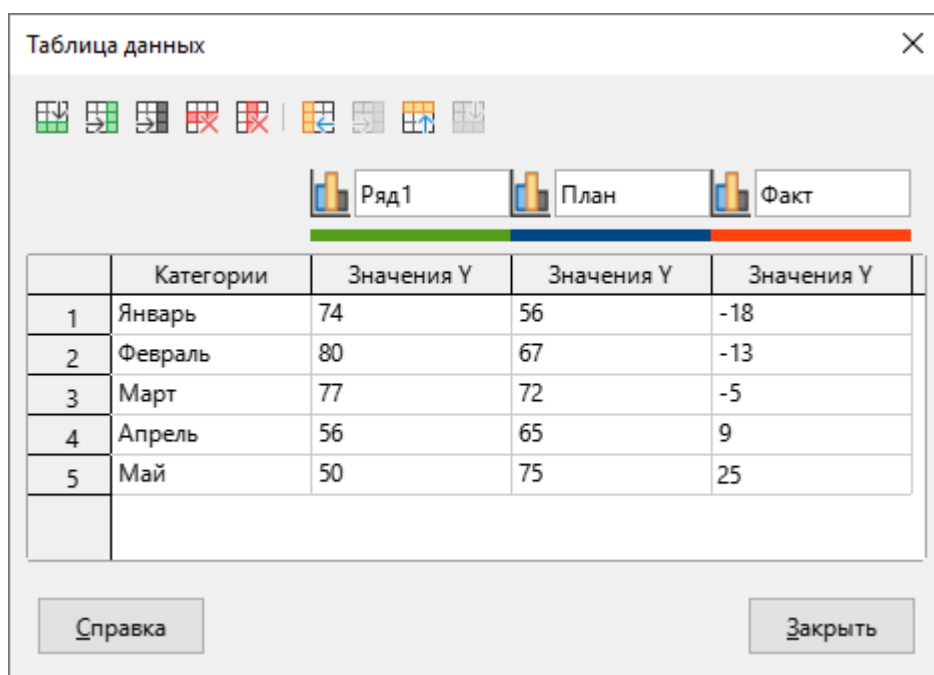 Таблица данных
Ряд1 План Факт
Категории Значения Y Значения Y Значения Y
1 Январь 74 56 -18
2 Февраль 80 67 -13
3 Март 77 72 -5
4 Апрель 56 65 9
5 Май 50 75 25
Справка Закрыть